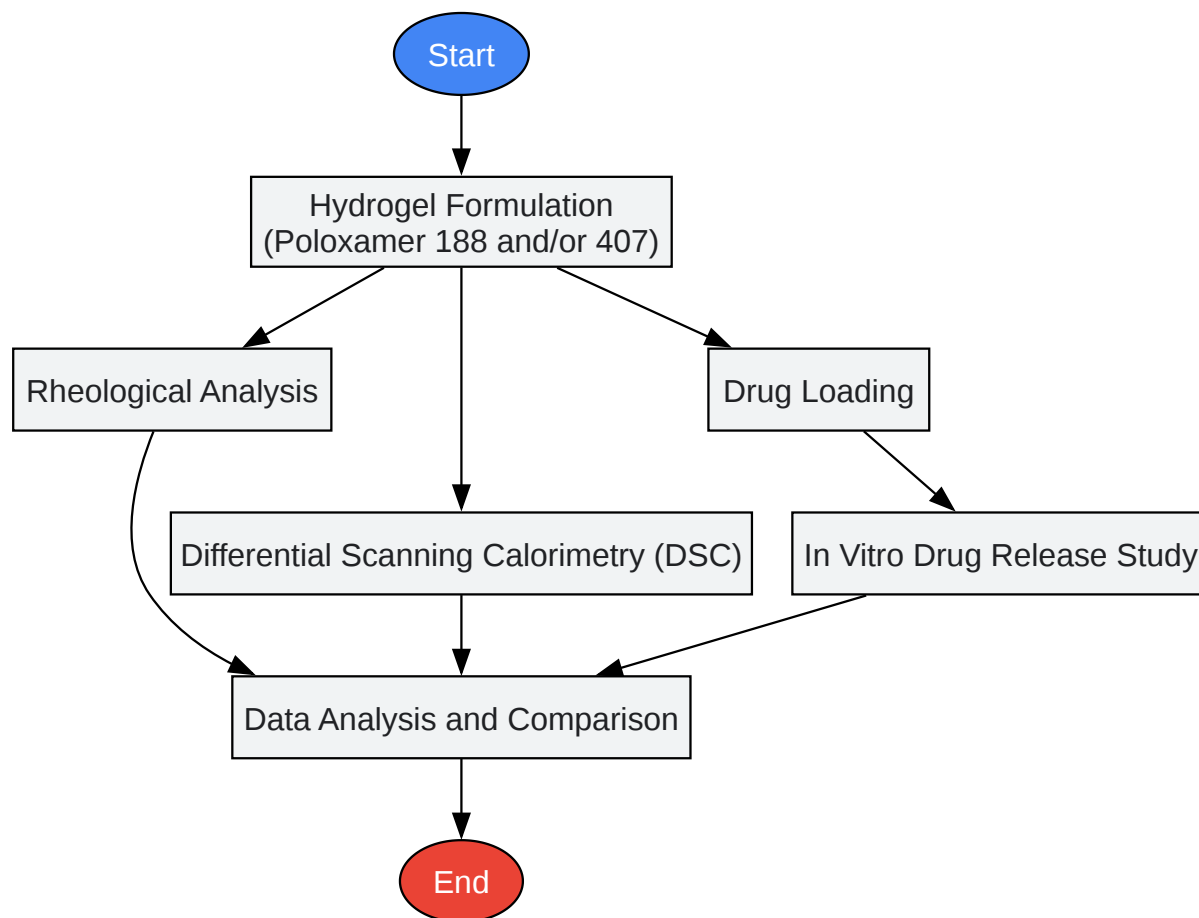 Start
Hydrogel Formulation
(Poloxamer 188 and/or 407)
Rheological Analysis
Drug Loading
Differential Scanning Calorimetry (DSC)
In Vitro Drug Release Study
Data Analysis and Comparison
End